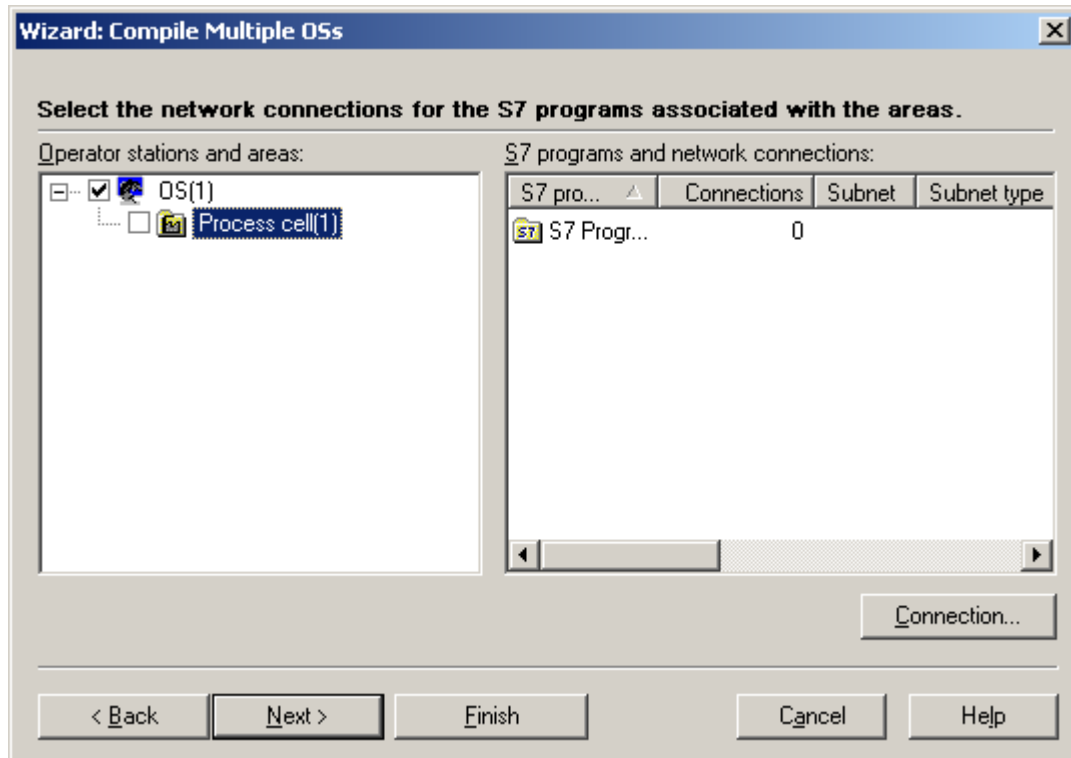 Wizard: Compile Multiple OSs
Select the network connections for the S7 programs associated with the areas.
Operator stations and areas:
S7 programs and network connections:
OS(1)
Process cell(1)
S7 pro... Connections Subnet Subnet type
S7 S7 Progr... 0
Connection...
< Back Next > Finish Cancel Help